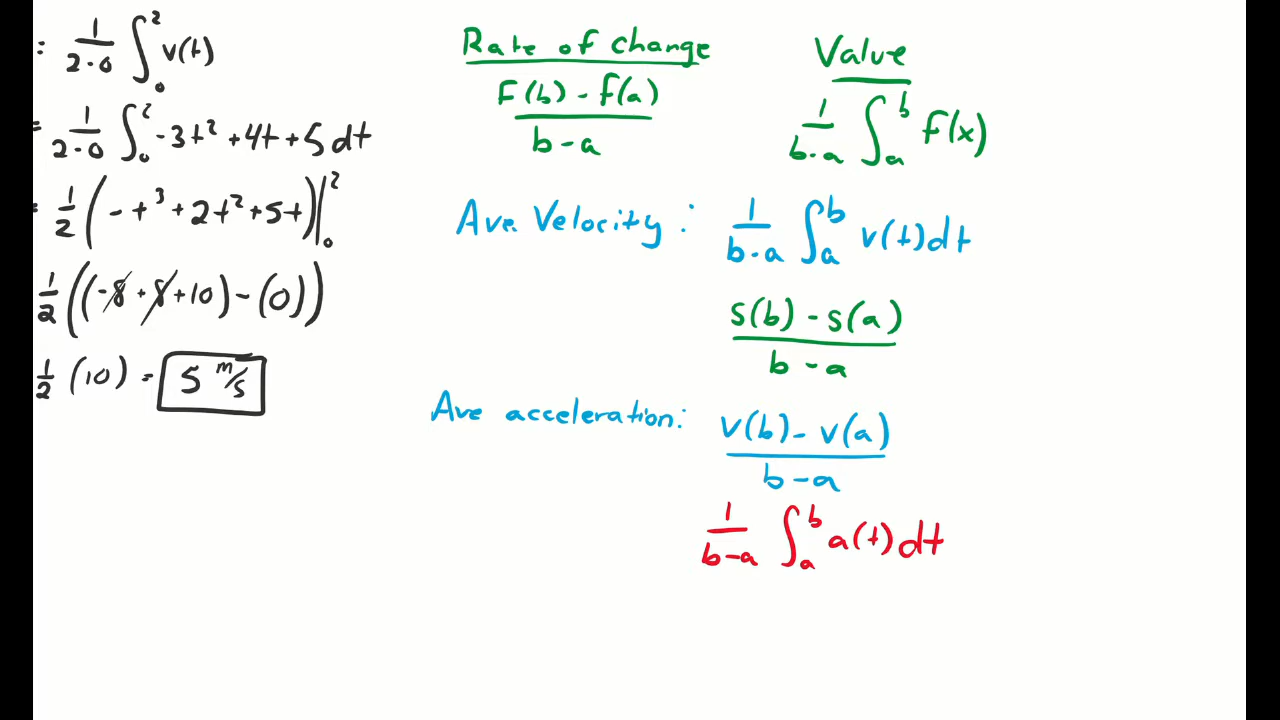 = 1/(2-0) ∫₀² v(t)
= 1/(2-0) ∫₀² -3t² + 4t + 5 dt
= 1/2 (-t³ + 2t² + 5t)|₀²
1/2 ((-8 + 8 + 10) - (0))
1/2 (10) = 5 m/s
Rate of change
F(b) - f(a)
b - a
Value
1/(b-a) ∫ₐᵇ f(x)
Ave. Velocity: 1/(b-a) ∫ₐᵇ v(t)dt
s(b) - s(a)
b - a
Ave acceleration: v(b) - v(a)
b - a
1/(b-a) ∫ₐᵇ a(t)dt